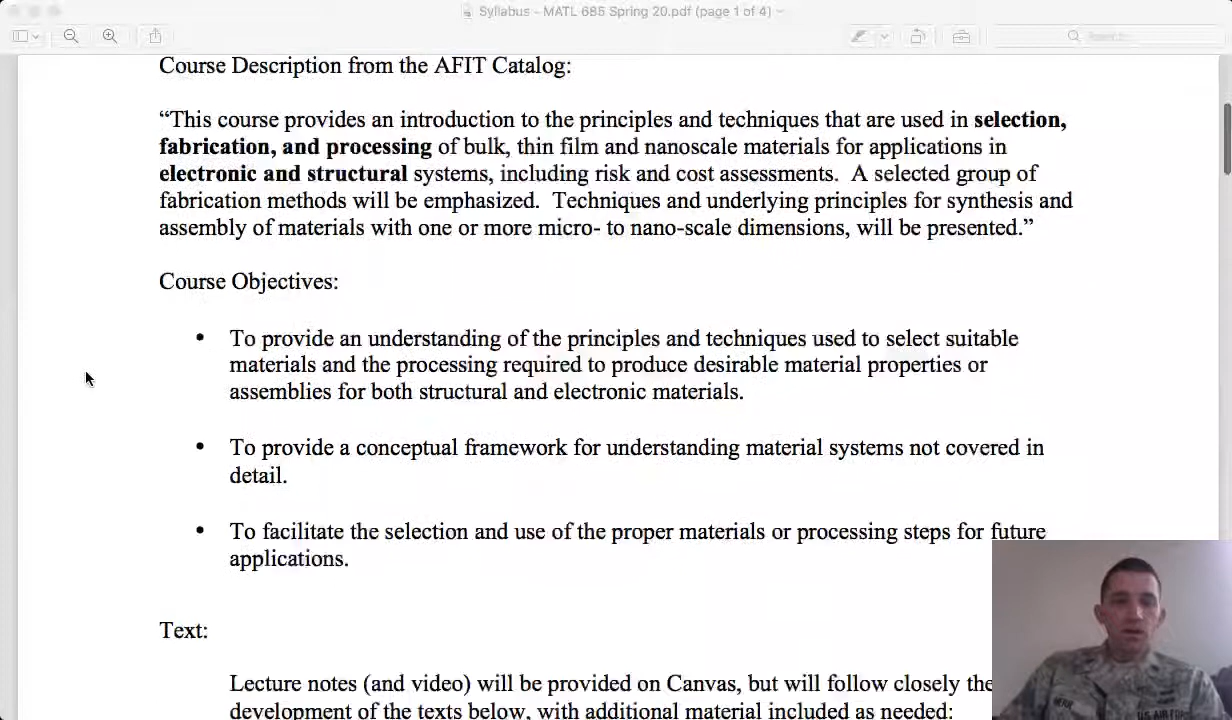 Syllabus - MATL 685 Spring 20.pdf (page 1 of 4)
Search
Course Description from the AFIT Catalog:
“This course provides an introduction to the principles and techniques that are used in selection,
fabrication, and processing of bulk, thin film and nanoscale materials for applications in
electronic and structural systems, including risk and cost assessments.  A selected group of
fabrication methods will be emphasized.  Techniques and underlying principles for synthesis and
assembly of materials with one or more micro- to nano-scale dimensions, will be presented.”
Course Objectives:
• To provide an understanding of the principles and techniques used to select suitable
materials and the processing required to produce desirable material properties or
assemblies for both structural and electronic materials.
• To provide a conceptual framework for understanding material systems not covered in
detail.
• To facilitate the selection and use of the proper materials or processing steps for future
applications.
Text:
Lecture notes (and video) will be provided on Canvas, but will follow closely the
development of the texts below, with additional material included as needed:
U.S. AIR FORCE